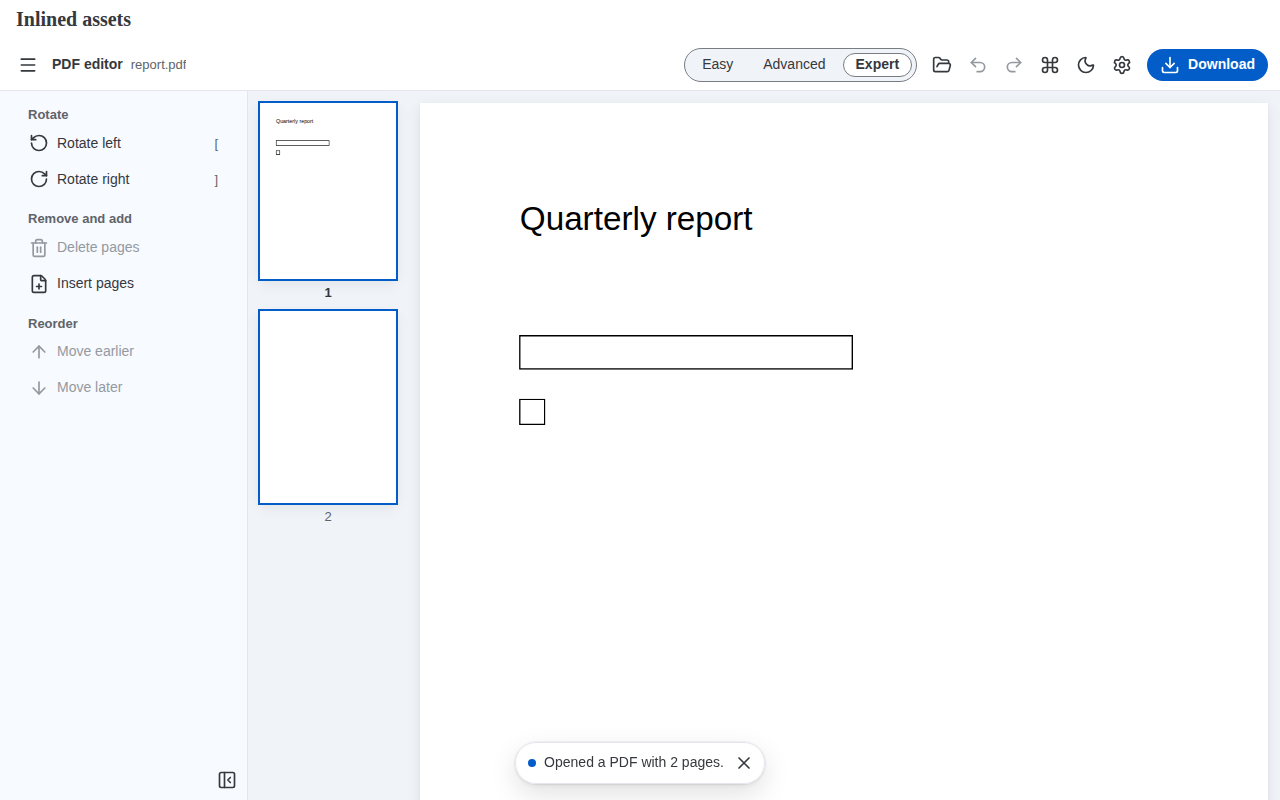 Inlined assets
PDF editor report.pdf
Easy Advanced Expert
Download
Rotate
Rotate left [
Rotate right ]
Remove and add
Delete pages
Insert pages
Reorder
Move earlier
Move later
Quarterly report
1
2
Quarterly report
Opened a PDF with 2 pages.